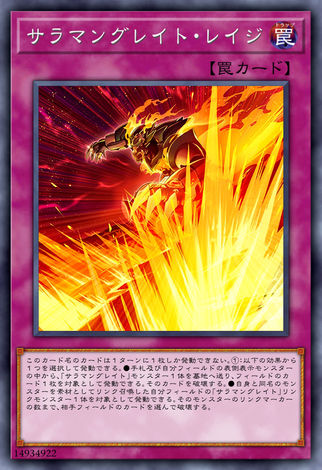 サラマングレイト・レイジ
トラップ
罠
【罠カード】
このカード名のカードは１ターンに１枚しか発動できない。①：以下の効果から
１つを選択して発動できる。●手札及び自分フィールドの表側表示モンスター
の中から、「サラマングレイト」モンスター１体を墓地へ送り、フィールドのカ
ード１枚を対象として発動できる。そのカードを破壊する。●自身と同名のモン
スターを素材としてリンク召喚した自分フィールドの「サラマングレイト」リ
ンクモンスター１体を対象として発動できる。そのモンスターのリンクマーカー
の数まで、相手フィールドのカードを選んで破壊する。
14934922